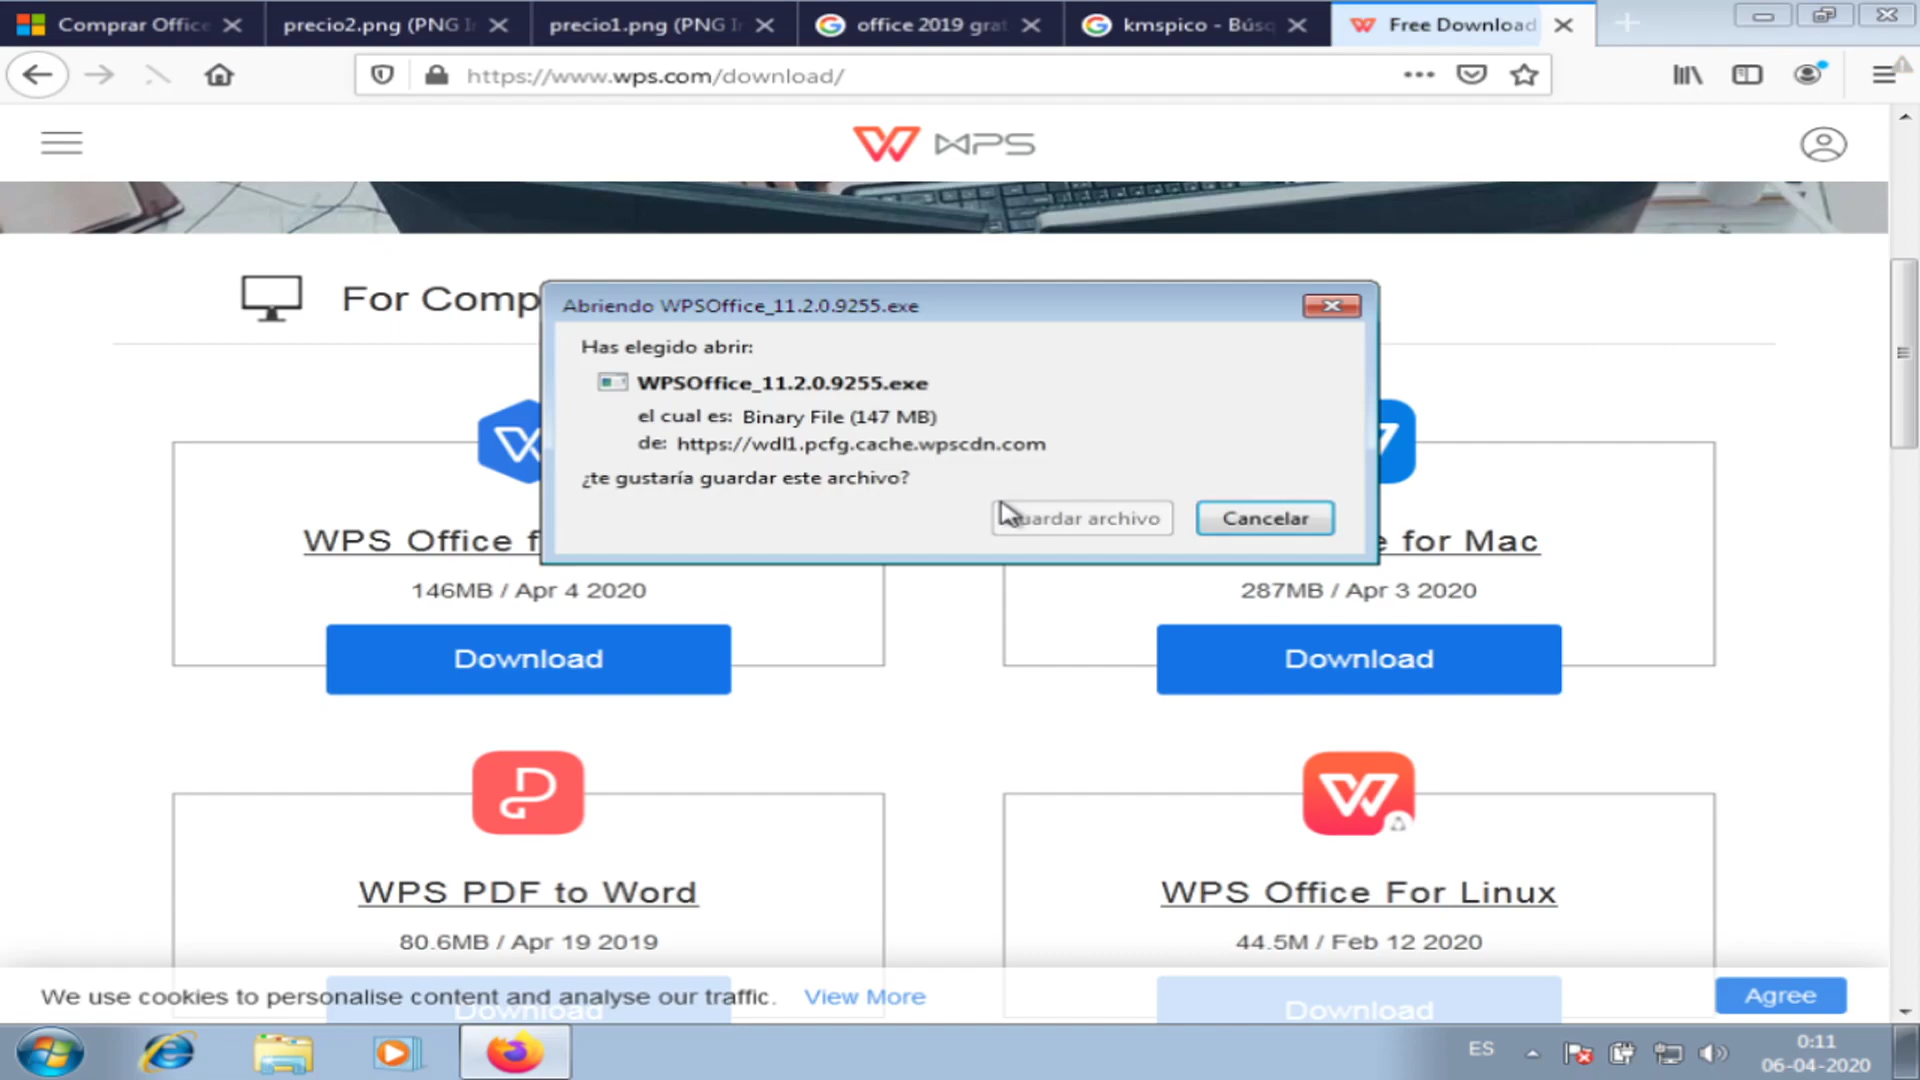 Comprar Office
precio2.png (PNG I
precio1.png (PNG I
office 2019 gra
kmspico - Búsq
Free Download
https://www.wps.com/download/
WPS
For Comp
Abriendo WPSOffice_11.2.0.9255.exe
Has elegido abrir:
WPSOffice_11.2.0.9255.exe
el cual es: Binary File (147 MB)
de: https://wdl1.pcfg.cache.wpscdn.com
¿te gustaría guardar este archivo?
uardar archivo
Cancelar
WPS Office f
e for Mac
146MB / Apr 4 2020
287MB / Apr 3 2020
Download
Download
WPS PDF to Word
WPS Office For Linux
80.6MB / Apr 19 2019
44.5M / Feb 12 2020
Download
Download
We use cookies to personalise content and analyse our traffic. View More
Agree
ES
0:11
06-04-2020